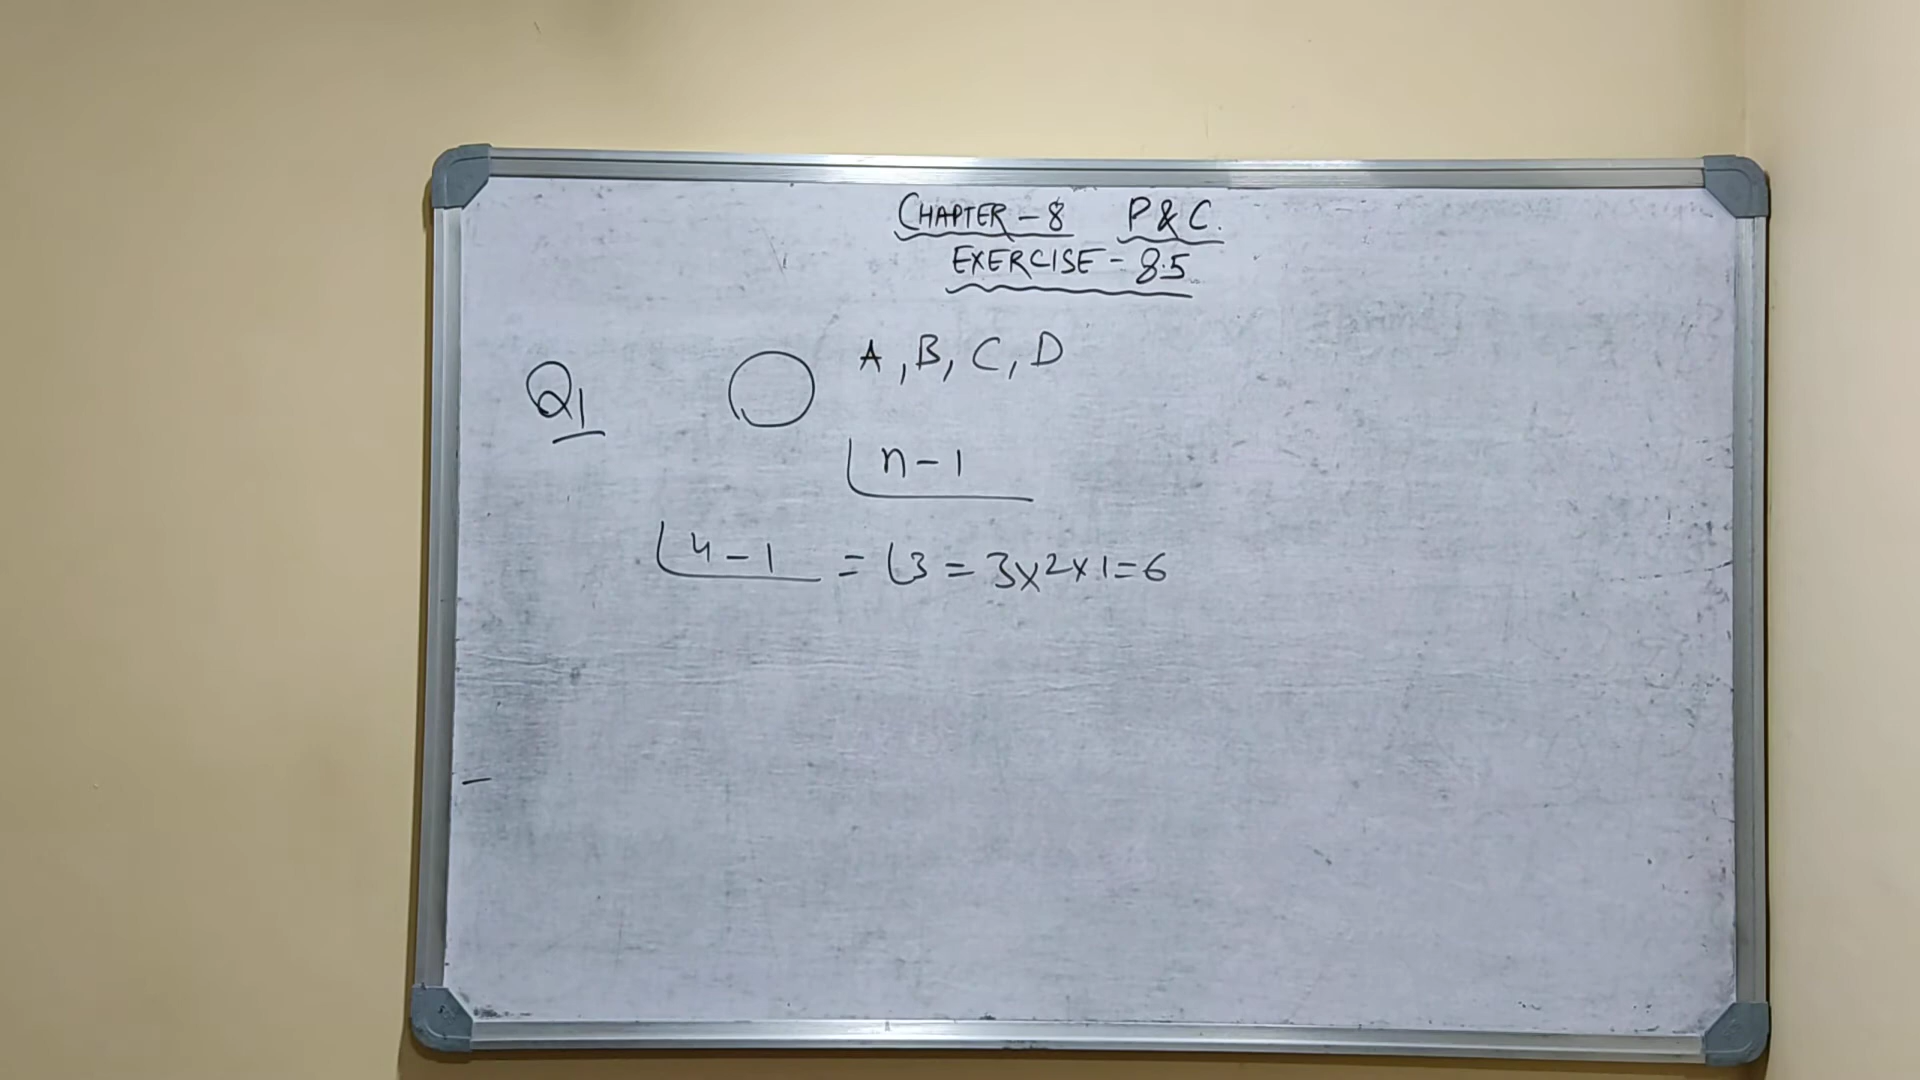 CHAPTER - 8 P & C.
EXERCISE - 8.5
Q1 A, B, C, D
⌊n - 1
⌊4 - 1 = ⌊3 = 3x2x1=6